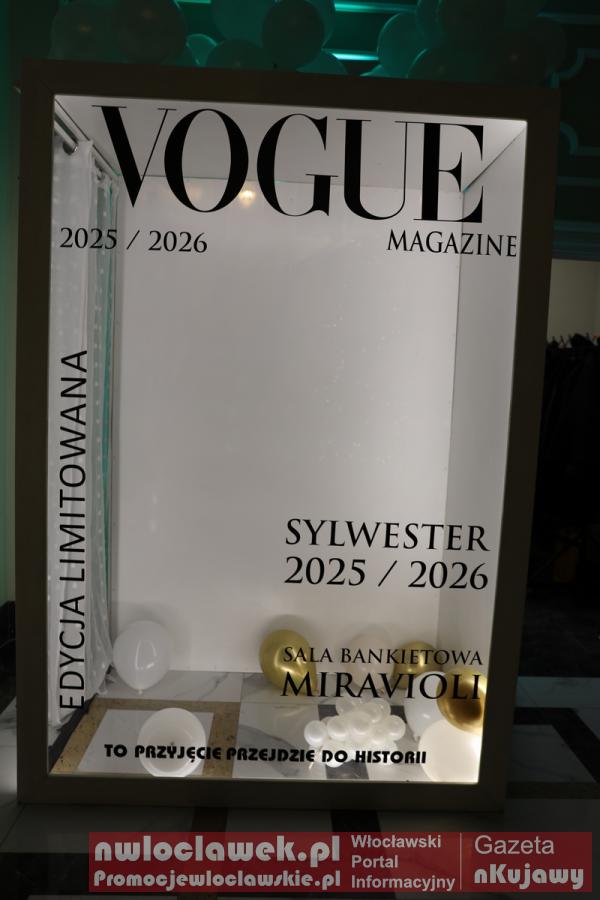 VOGUE
2025 / 2026
MAGAZINE
EDYCJA LIMITOWANA
SYLWESTER
2025 / 2026
SALA BANKIETOWA
MIRAVIOLI
TO PRZYJĘCIE PRZEJDZIE DO HISTORII
nwloclawek.pl
Promocjewloclawskie.pl
Włocławski
Portal
Informacyjny
Gazeta
nKujawy